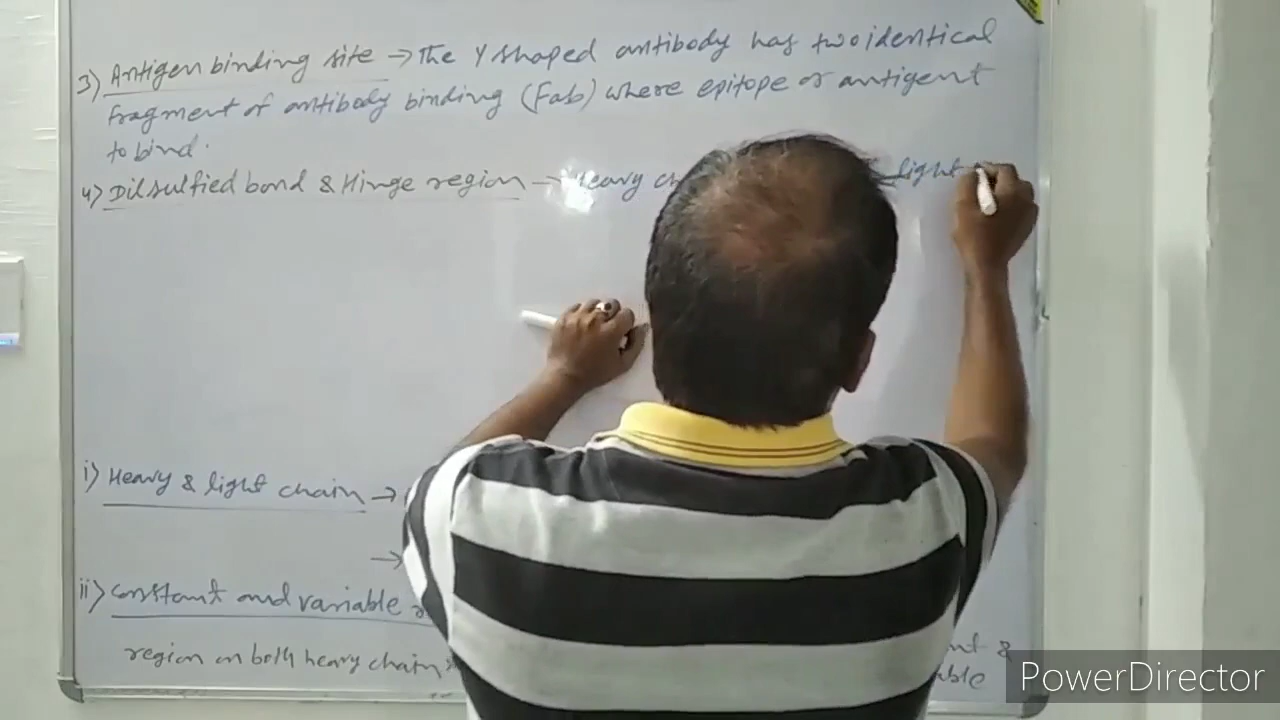 3) Antigen binding site → The Y shaped antibody has two identical
fragment of antibody binding (Fab) where epitope or antigent
to bind.
4) Dilsulfied bond & Hinge region → Heavy light
i) Heavy & light chain →
→
ii) Constant and variable
region on both heavy chain &
PowerDirector